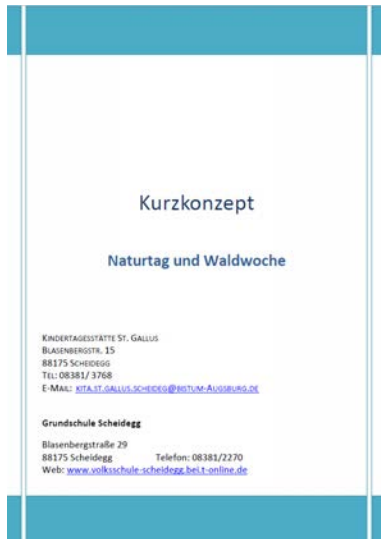 Kurzkonzept
Naturtag und Waldwoche
KINDERTAGESSTÄTTE ST. GALLUS
BLASENBERGSTR. 15
88175 SCHEIDEGG
TEL: 08381/ 3768
E-MAIL: KITA.ST.GALLUS.SCHEIDEG@BISTUM-AUGSBURG.DE
Grundschule Scheidegg
Blasenbergstraße 29
88175 Scheidegg Telefon: 08381/2270
Web: www.volksschule-scheidegg.bei.t-online.de